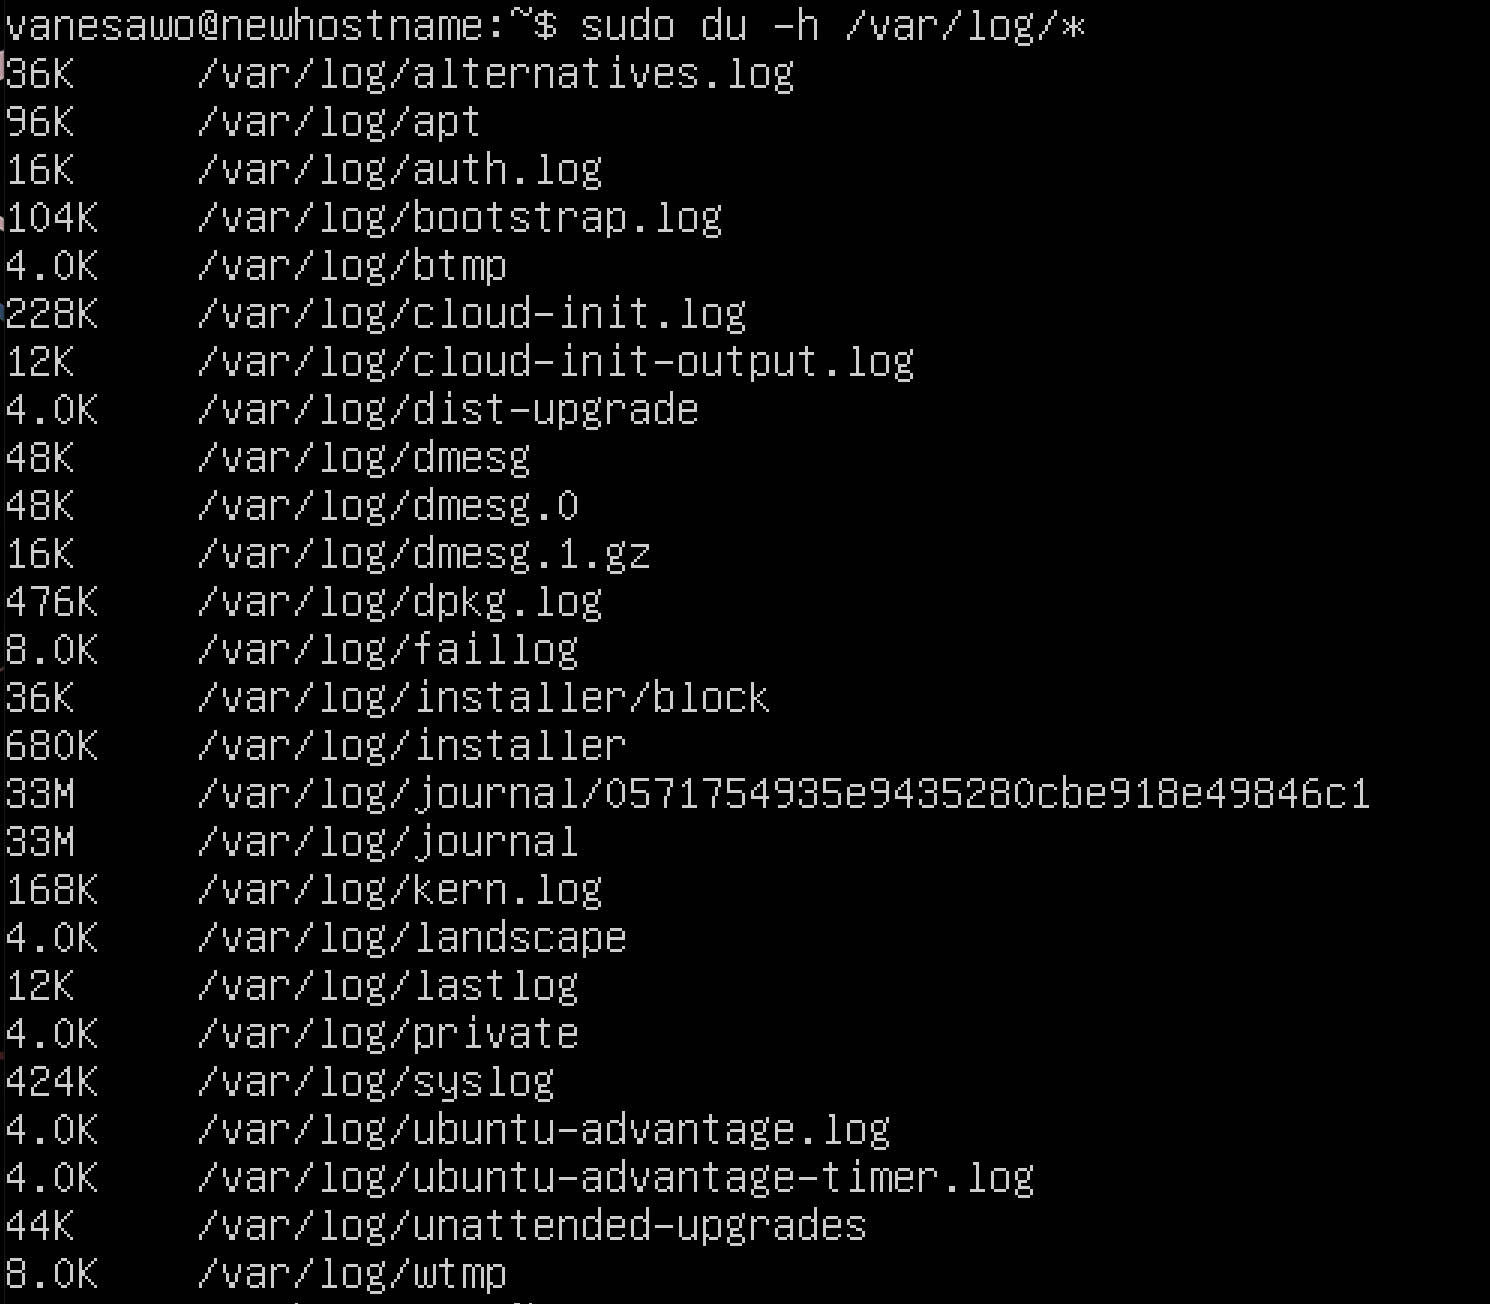 vanesawo@newhostname:~$ sudo du -h /var/log/*
36K     /var/log/alternatives.log
96K     /var/log/apt
16K     /var/log/auth.log
104K    /var/log/bootstrap.log
4.0K    /var/log/btmp
228K    /var/log/cloud-init.log
12K     /var/log/cloud-init-output.log
4.0K    /var/log/dist-upgrade
48K     /var/log/dmesg
48K     /var/log/dmesg.0
16K     /var/log/dmesg.1.gz
476K    /var/log/dpkg.log
8.0K    /var/log/faillog
36K     /var/log/installer/block
680K    /var/log/installer
33M     /var/log/journal/0571754935e9435280cbe918e49846c1
33M     /var/log/journal
168K    /var/log/kern.log
4.0K    /var/log/landscape
12K     /var/log/lastlog
4.0K    /var/log/private
424K    /var/log/syslog
4.0K    /var/log/ubuntu-advantage.log
4.0K    /var/log/ubuntu-advantage-timer.log
44K     /var/log/unattended-upgrades
8.0K    /var/log/wtmp